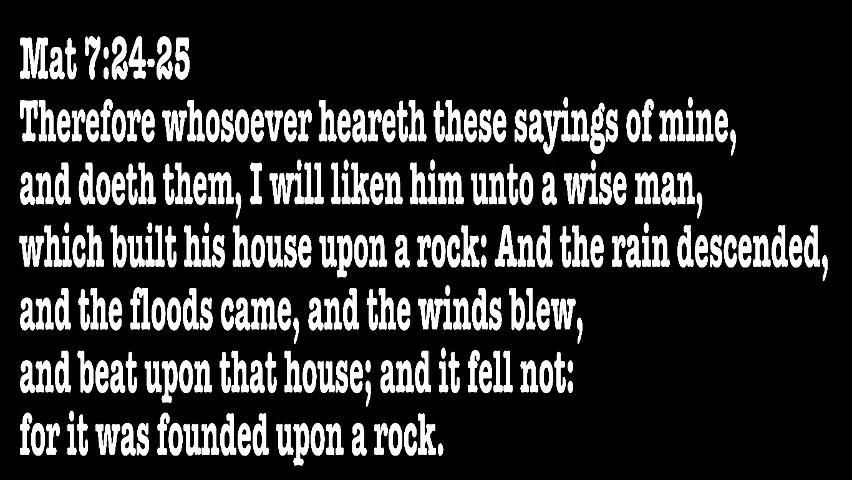 Mat 7:24-25
Therefore whosoever heareth these sayings of mine,
and doeth them, I will liken him unto a wise man,
which built his house upon a rock: And the rain descended,
and the floods came, and the winds blew,
and beat upon that house; and it fell not:
for it was founded upon a rock.